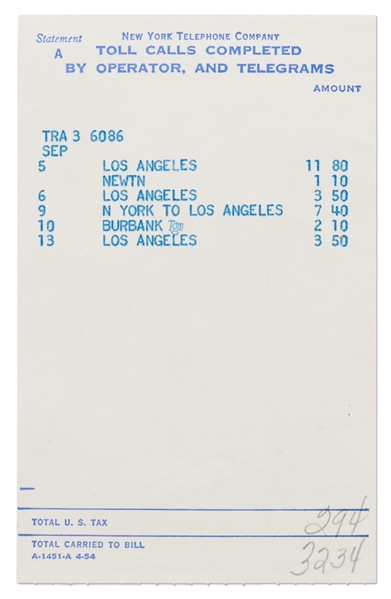 Statement NEW YORK TELEPHONE COMPANY
A TOLL CALLS COMPLETED
BY OPERATOR, AND TELEGRAMS
AMOUNT
TRA 3 6086
SEP
5 LOS ANGELES 11 80
NEWTN 1 10
6 LOS ANGELES 3 50
9 N YORK TO LOS ANGELES 7 40
10 BURBANK Tgm 2 10
13 LOS ANGELES 3 50
TOTAL U. S. TAX 294
TOTAL CARRIED TO BILL 3234
A-1451-A 4-54